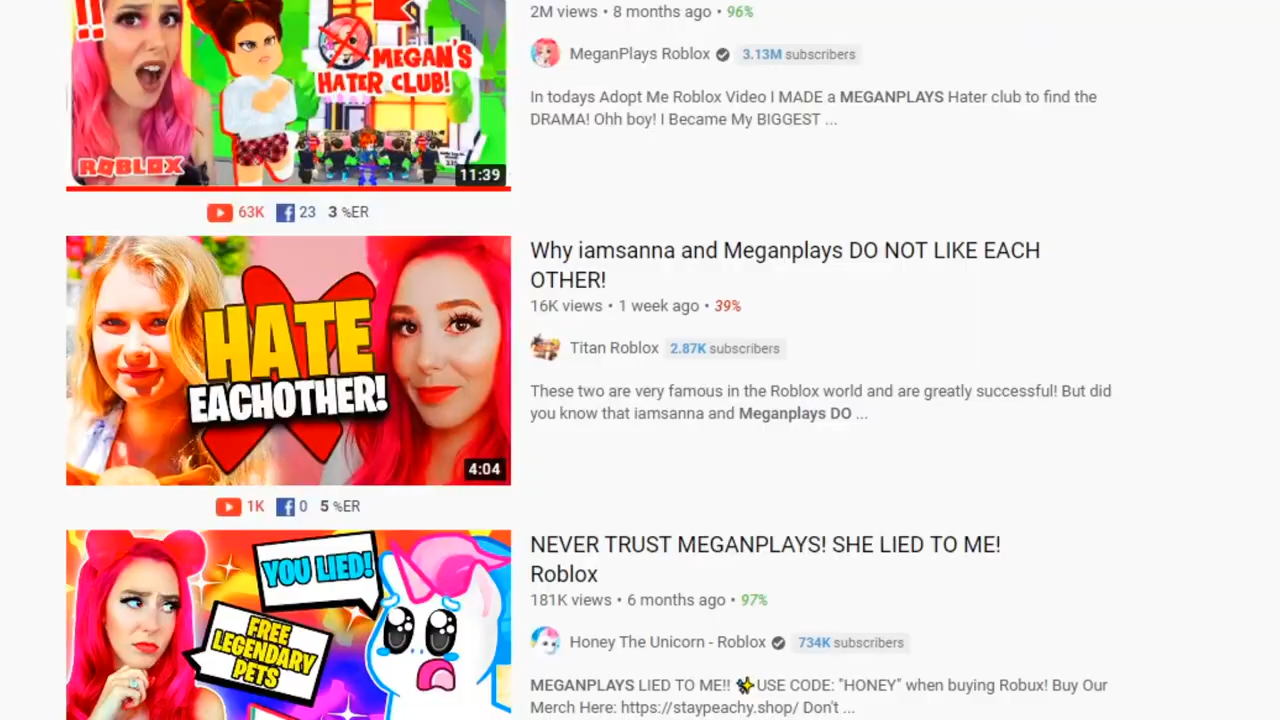 !!
MEGAN'S
HATER CLUB!
ROBLOX
11:39
2M views • 8 months ago • 96%
MeganPlays Roblox
3.13M subscribers
In todays Adopt Me Roblox Video I MADE a MEGANPLAYS Hater club to find the
DRAMA! Ohh boy! I Became My BIGGEST ...
63K 23 3 %ER
HATE
EACHOTHER!
4:04
Why iamsanna and Meganplays DO NOT LIKE EACH
OTHER!
16K views • 1 week ago • 39%
Titan Roblox 2.87K subscribers
These two are very famous in the Roblox world and are greatly successful! But did
you know that iamsanna and Meganplays DO ...
1K 0 5 %ER
YOU LIED!
FREE
LEGENDARY
PETS
NEVER TRUST MEGANPLAYS! SHE LIED TO ME!
Roblox
181K views • 6 months ago • 97%
Honey The Unicorn - Roblox 734K subscribers
MEGANPLAYS LIED TO ME!! ✨USE CODE: "HONEY" when buying Robux! Buy Our
Merch Here: https://staypeachy.shop/ Don't ...